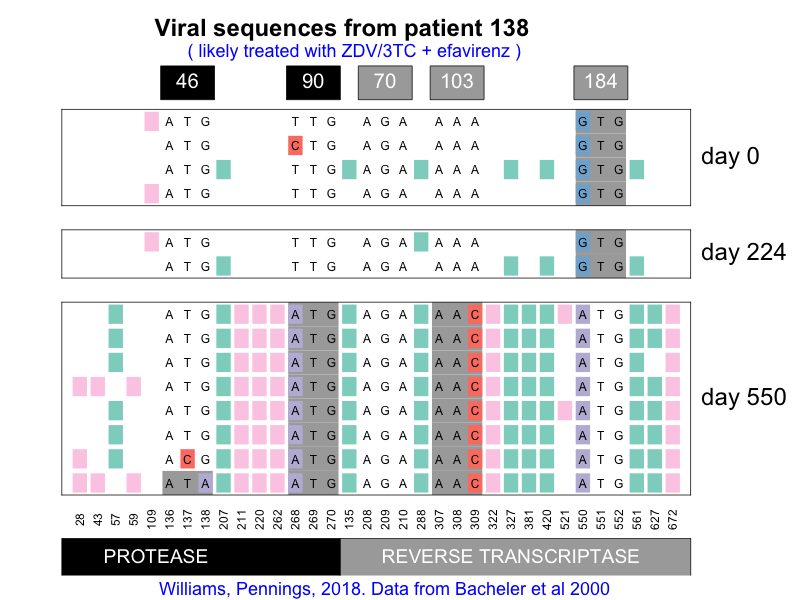 Viral sequences from patient 138
( likely treated with ZDV/3TC + efavirenz )
46 90 70 103 184
A T G T T G A G A A A A G T G
A T G C T G A G A A A A G T G
A T G T T G A G A A A A G T G
A T G T T G A G A A A A G T G
day 0
A T G T T G A G A A A A G T G
A T G T T G A G A A A A G T G
day 224
A T G A T G A G A A A C A T G
A T G A T G A G A A A C A T G
A T G A T G A G A A A C A T G
A T G A T G A G A A A C A T G
A T G A T G A G A A A C A T G
A T G A T G A G A A A C A T G
A C G A T G A G A A A C A T G
A T A A T G A G A A A C A T G
day 550
28 43 57 59 109 136 137 138 207 211 220 262 268 269 270 135 208 209 210 288 307 308 309 322 327 381 420 521 550 551 552 561 627 672
PROTEASE REVERSE TRANSCRIPTASE
Williams, Pennings, 2018. Data from Bacheler et al 2000